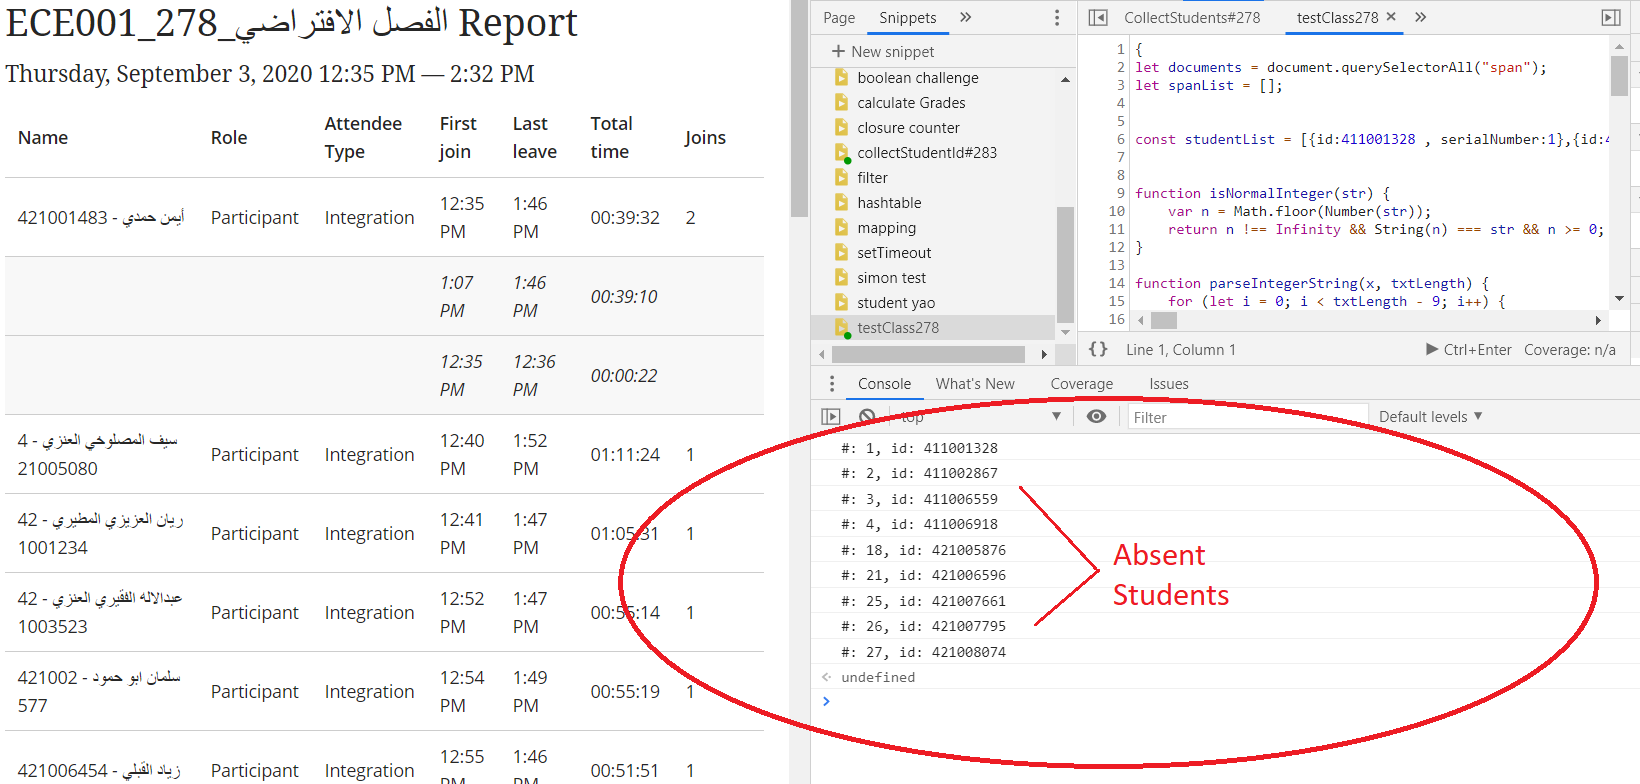 ECE001_278_الفصل الافتراضي Report
Thursday, September 3, 2020 12:35 PM — 2:32 PM
Name Role Attendee Type First join Last leave Total time Joins
421001483 - أيمن حمدي Participant Integration 12:35 PM 1:46 PM 00:39:32 2
1:07 PM 1:46 PM 00:39:10
12:35 PM 12:36 PM 00:00:22
سيف المصلوخي العنزي - 4
21005080 Participant Integration 12:40 PM 1:52 PM 01:11:24 1
ريان العزيزي المطيري - 42
1001234 Participant Integration 12:41 PM 1:47 PM 01:05:31 1
عبدالاله الفقيري العنزي - 42
1003523 Participant Integration 12:52 PM 1:47 PM 00:55:14 1
سلمان ابو حمود - 421002
577 Participant Integration 12:54 PM 1:49 PM 00:55:19 1
421006454 - زياد القبلي Participant Integration 12:55 PM 1:46 PM 00:51:51 1
Page Snippets »
+ New snippet
boolean challenge
calculate Grades
closure counter
collectStudentId#283
filter
hashtable
mapping
setTimeout
simon test
student yao
testClass278
CollectStudents#278 testClass278 × »
1 {
2 let documents = document.querySelectorAll("span");
3 let spanList = [];
4
5
6 const studentList = [{id:411001328 , serialNumber:1},{id:4
7
8
9 function isNormalInteger(str) {
10 var n = Math.floor(Number(str));
11 return n !== Infinity && String(n) === str && n >= 0;
12 }
13
14 function parseIntegerString(x, txtLength) {
15 for (let i = 0; i < txtLength - 9; i++) {
16
{} Line 1, Column 1 Ctrl+Enter Coverage: n/a
Console What's New Coverage Issues
top Filter Default levels
#: 1, id: 411001328
#: 2, id: 411002867
#: 3, id: 411006559
#: 4, id: 411006918
#: 18, id: 421005876
#: 21, id: 421006596
#: 25, id: 421007661
#: 26, id: 421007795
#: 27, id: 421008074
undefined
Absent
Students